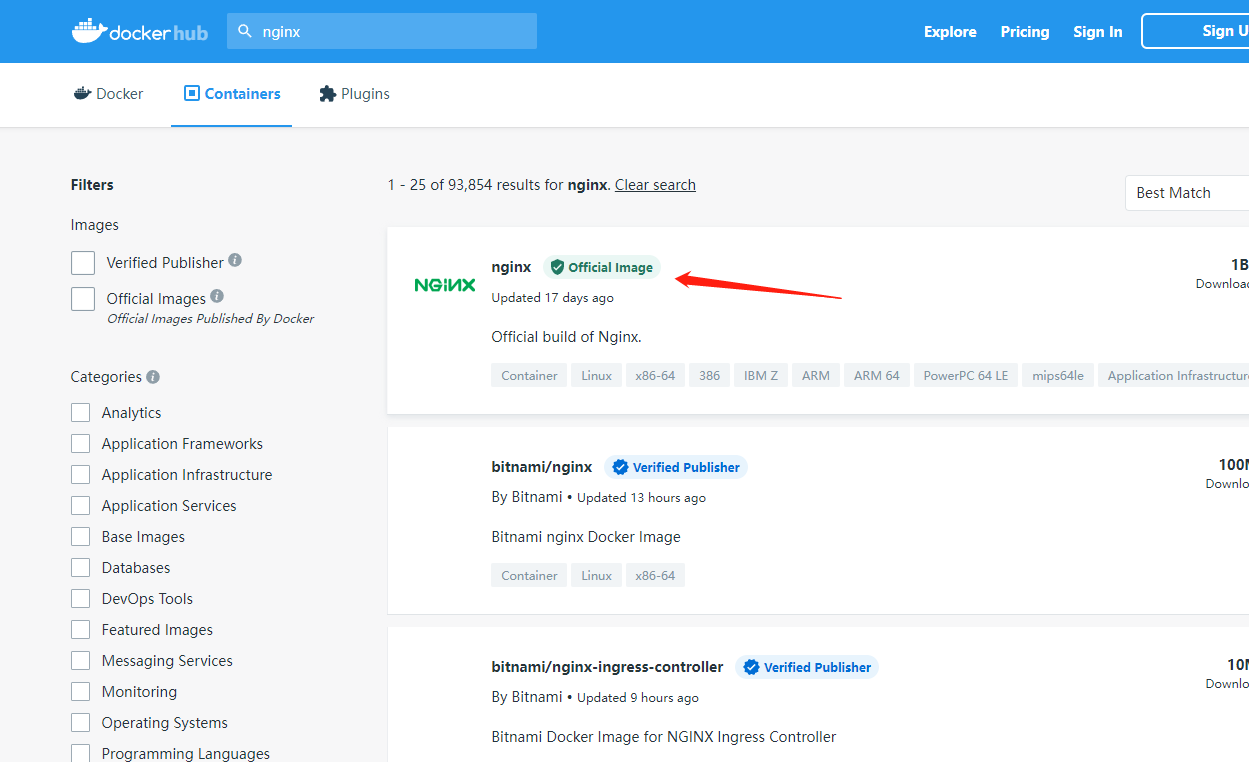 docker hub
nginx
Explore
Pricing
Sign In
Sign U
Docker
Containers
Plugins
Filters
Images
Verified Publisher
Official Images
Official Images Published By Docker
Categories
Analytics
Application Frameworks
Application Infrastructure
Application Services
Base Images
Databases
DevOps Tools
Featured Images
Messaging Services
Monitoring
Operating Systems
Programming Languages
1 - 25 of 93,854 results for nginx. Clear search
Best Match
NGINX
nginx
Official Image
1B
Updated 17 days ago
Downloa
Official build of Nginx.
Container
Linux
x86-64
386
IBM Z
ARM
ARM 64
PowerPC 64 LE
mips64le
Application Infrastructure
bitnami/nginx
Verified Publisher
100M
By Bitnami • Updated 13 hours ago
Downlo
Bitnami nginx Docker Image
Container
Linux
x86-64
bitnami/nginx-ingress-controller
Verified Publisher
10M
By Bitnami • Updated 9 hours ago
Downlo
Bitnami Docker Image for NGINX Ingress Controller